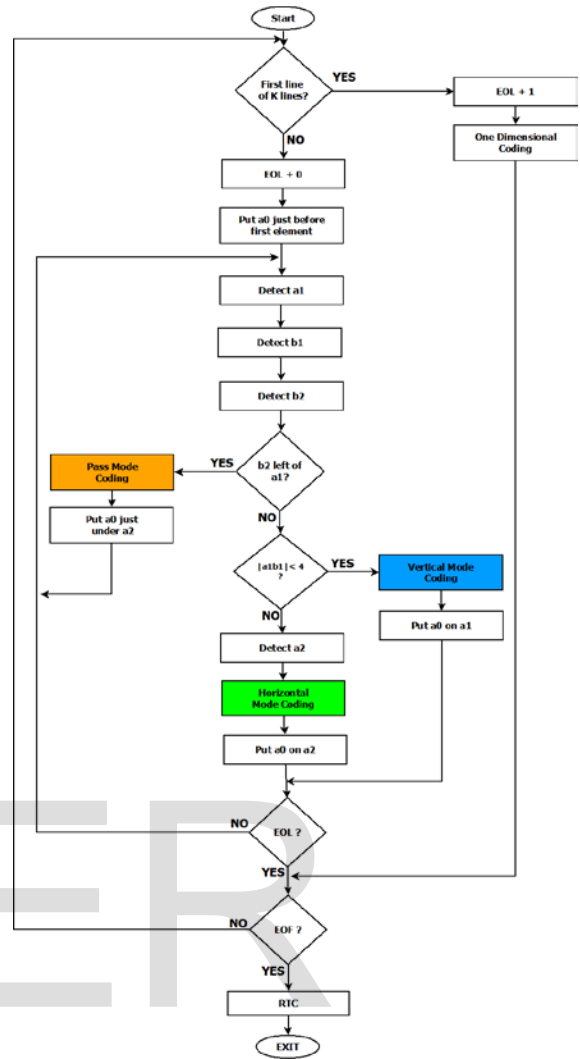 Start
First line
of K lines?
YES
EOL + 1
One Dimensional
Coding
NO
EOL + 0
Put a0 just before
first element
Detect a1
Detect b1
Detect b2
b2 left of
a1?
YES
Pass Mode
Coding
Put a0 just
under a2
NO
|a1b1|< 4
?
YES
Vertical Mode
Coding
Put a0 on a1
NO
Detect a2
Horizontal
Mode Coding
Put a0 on a2
EOL ?
NO
YES
EOF ?
NO
YES
RTC
EXIT
ER